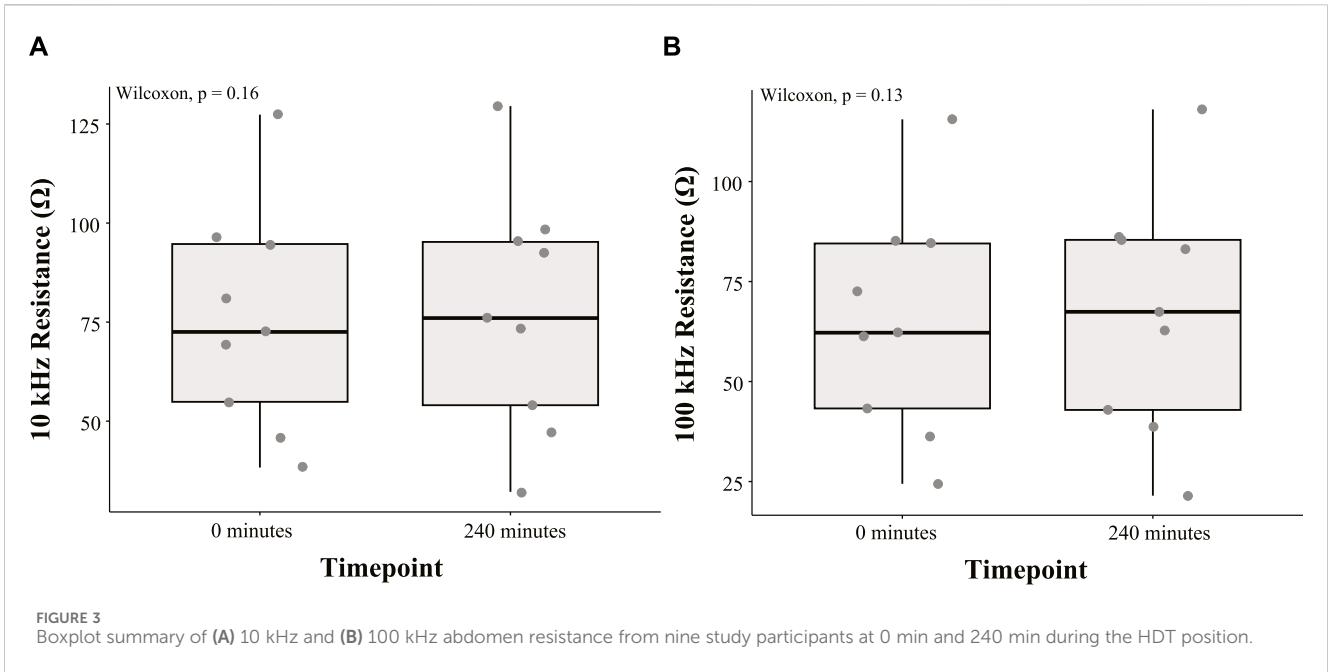 A
Wilcoxon, p = 0.16
10 kHz Resistance (Ω)
125
100
75
50
0 minutes 240 minutes
Timepoint
B
Wilcoxon, p = 0.13
100 kHz Resistance (Ω)
100
75
50
25
0 minutes 240 minutes
Timepoint
FIGURE 3
Boxplot summary of (A) 10 kHz and (B) 100 kHz abdomen resistance from nine study participants at 0 min and 240 min during the HDT position.